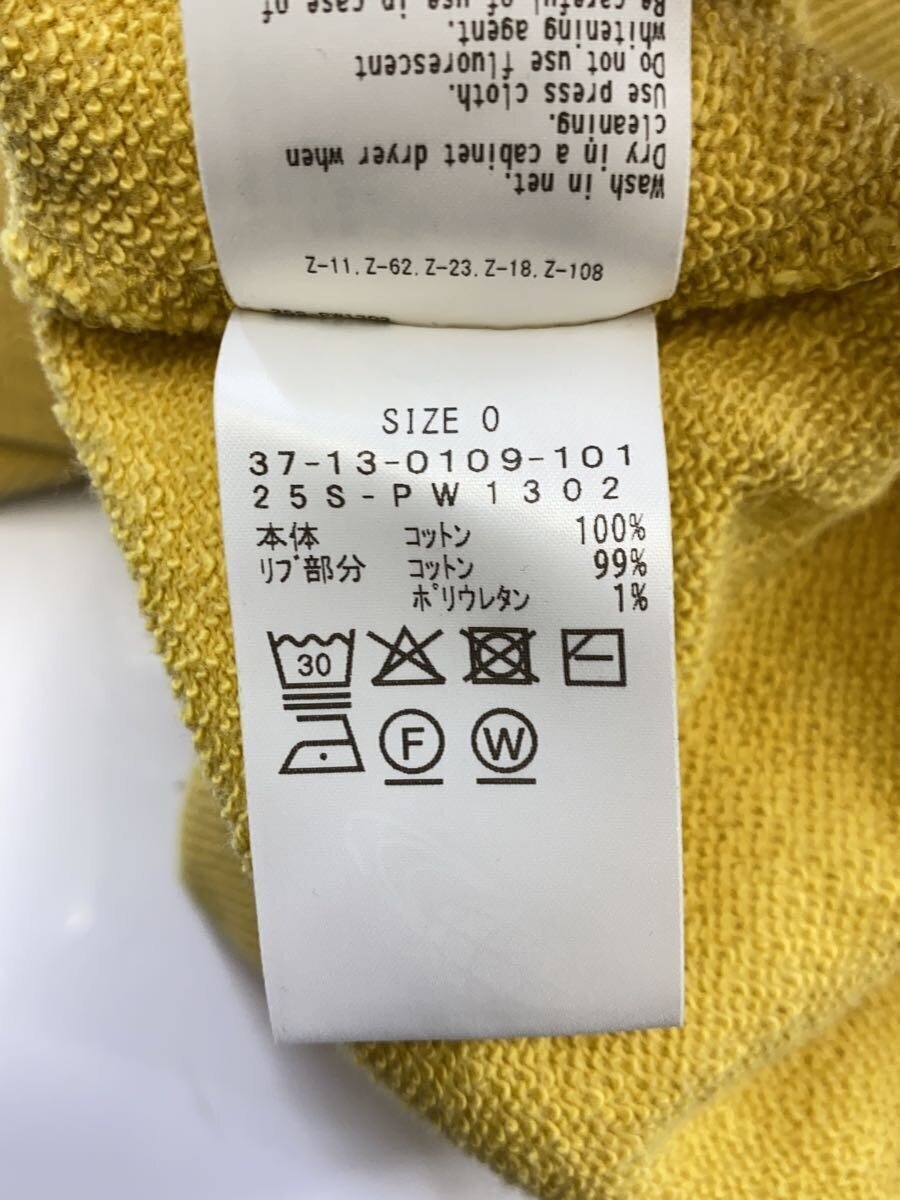 Wash in net.
Dry in a cabinet dryer when
cleaning.
Use press cloth.
Do not use fluorescent
whitening agent.
Be careful of use in case of
Z-11. Z-62. Z-23. Z-18. Z-108
SIZE 0
37-13-0109-101
25S-PW1302
本体 コットン 100%
リブ部分 コットン 99%
ポリウレタン 1%
30
F W